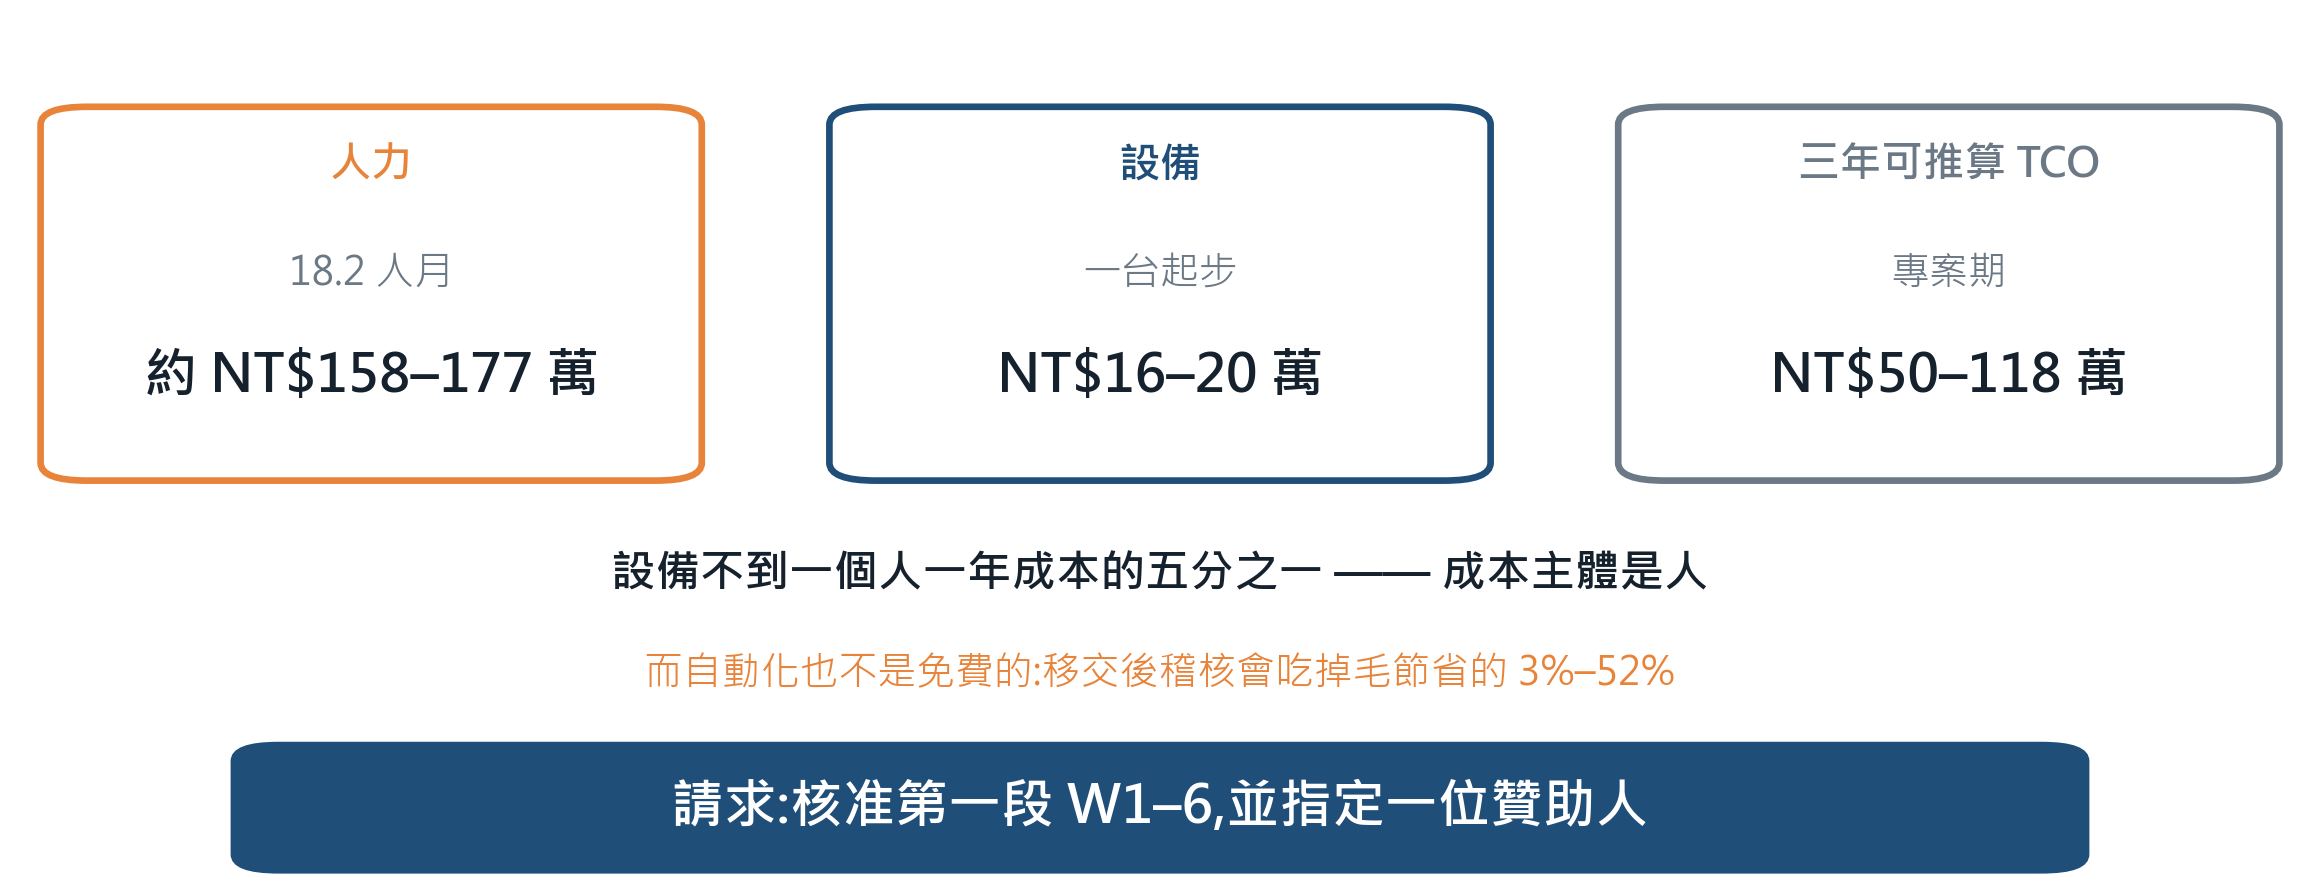 人力
18.2 人月
約 NT$158–177 萬
設備
一台起步
NT$16–20 萬
三年可推算 TCO
專案期
NT$50–118 萬
設備不到一個人一年成本的五分之一 —— 成本主體是人
而自動化也不是免費的:移交後稽核會吃掉毛節省的 3%–52%
請求:核准第一段 W1–6,並指定一位贊助人